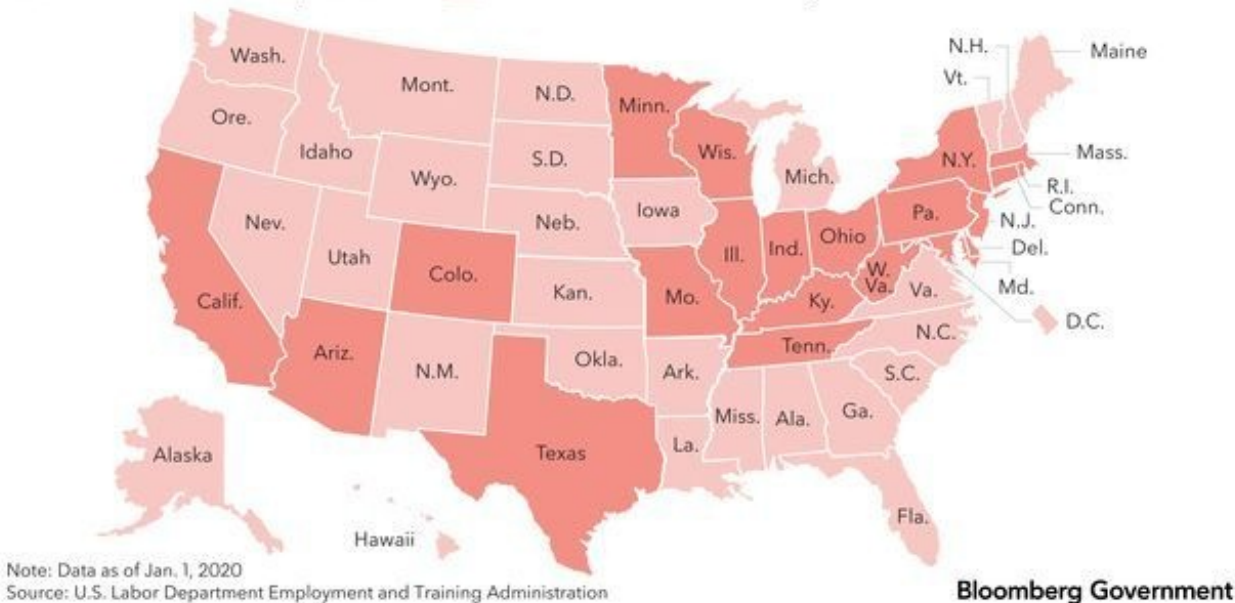 Wash.
Mont.
N.D.
Minn.
N.H.
Maine
Vt.
Ore.
Idaho
S.D.
Wis.
Mich.
N.Y.
Mass.
Wyo.
R.I.
Conn.
Nev.
Neb.
Iowa
Pa.
N.J.
Utah
Colo.
Ill.
Ind.
Ohio
Del.
Calif.
Kan.
Mo.
W.
Va.
Ky.
Va.
Md.
D.C.
Ariz.
N.M.
Okla.
Ark.
Tenn.
N.C.
S.C.
Miss.
Ala.
Ga.
Texas
La.
Alaska
Fla.
Hawaii
Note: Data as of Jan. 1, 2020
Source: U.S. Labor Department Employment and Training Administration
Bloomberg Government